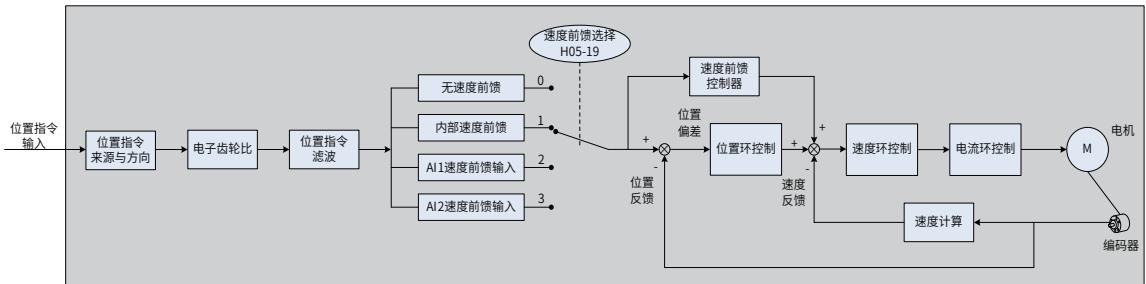 速度前馈选择
H05-19
位置指令
输入
位置指令
来源与方向
电子齿轮比
位置指令
滤波
无速度前馈
0
内部速度前馈
1
AI1速度前馈输入
2
AI2速度前馈输入
3
速度前馈
控制器
位置
偏差
+
-
位置
反馈
位置环控制
+
+
-
速度
反馈
速度环控制
电流环控制
电机
M
速度计算
编码器